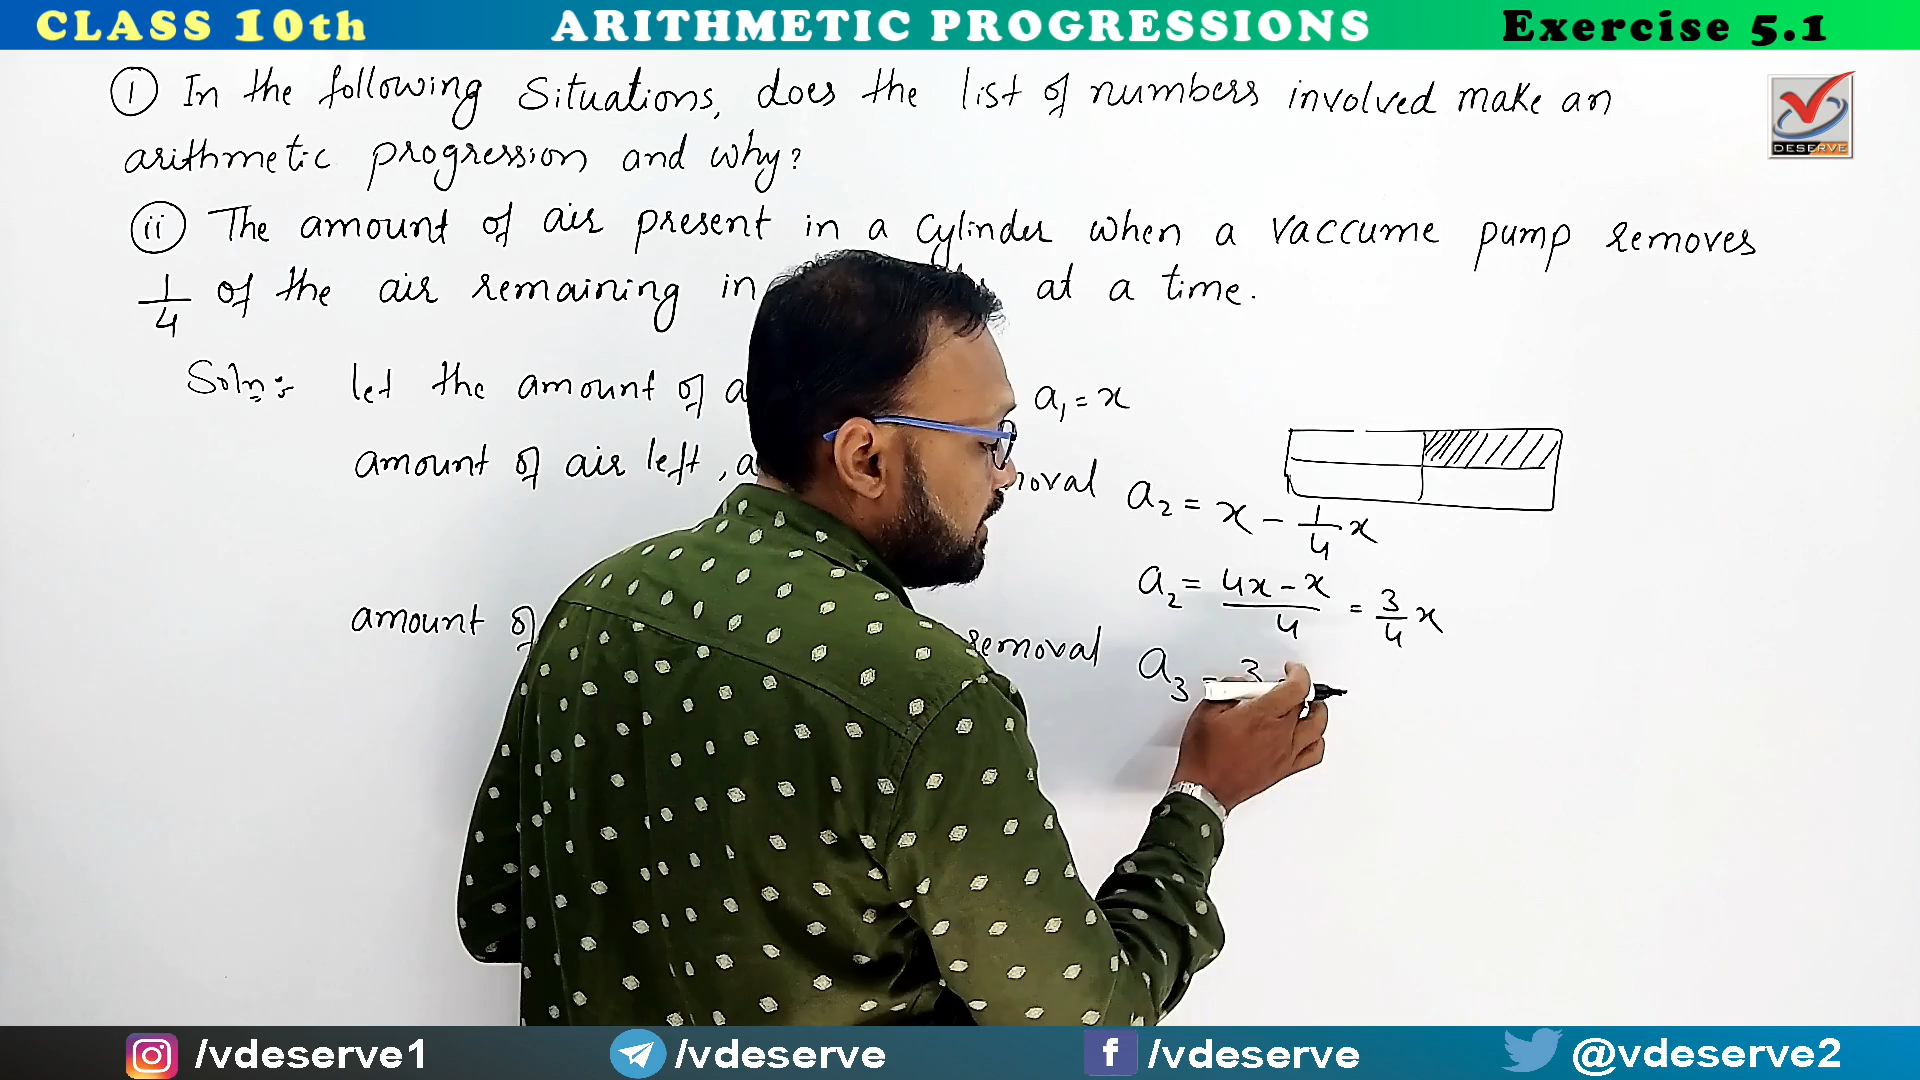 CLASS 10th ARITHMETIC PROGRESSIONS Exercise 5.1
① In the following Situations, does the list of numbers involved make an
arithmetic progression and why?
DESERVE
ⅱ The amount of air present in a Cylinder when a Vaccume pump removes
1/4 of the air remaining in at a time.
Soln:- let the amount of a₁ = x
amount of air left, removal a₂ = x - 1/4 x
a₂ = 4x - x / 4 = 3/4 x
amount of removal a₃ = 3
/vdeserve1 /vdeserve f /vdeserve @vdeserve2